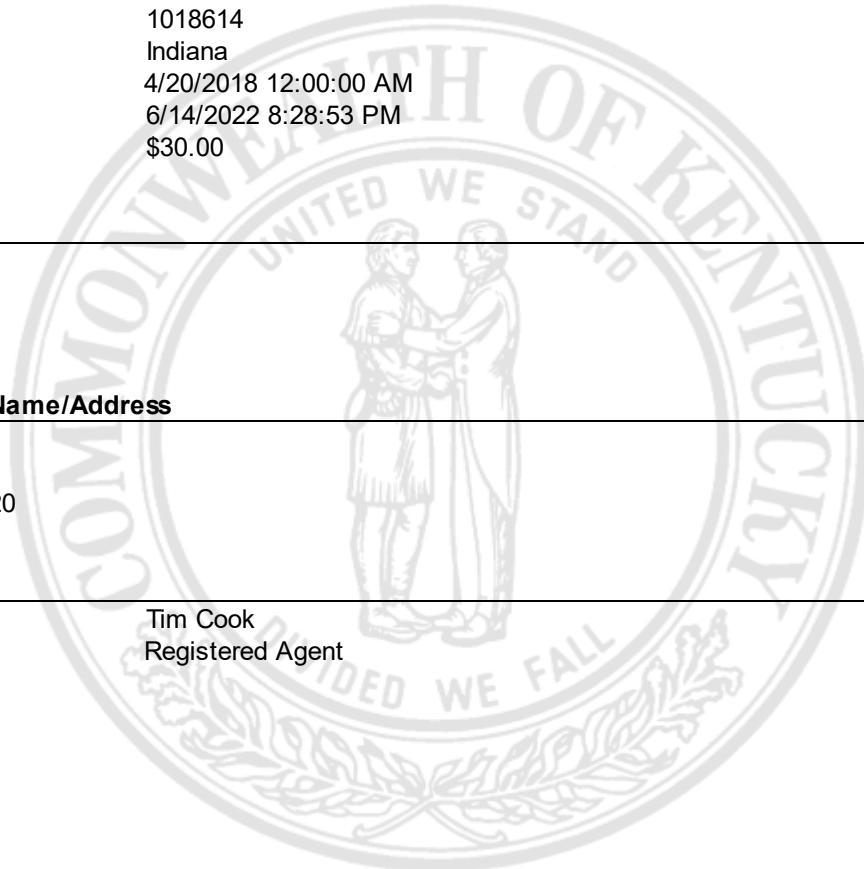 1018614
Indiana
4/20/2018 12:00:00 AM
6/14/2022 8:28:53 PM
$30.00
COMMONWEALTH OF KENTUCKY
UNITED WE STAND
Name/Address
20
Tim Cook
Registered Agent
DIVIDED WE FALL